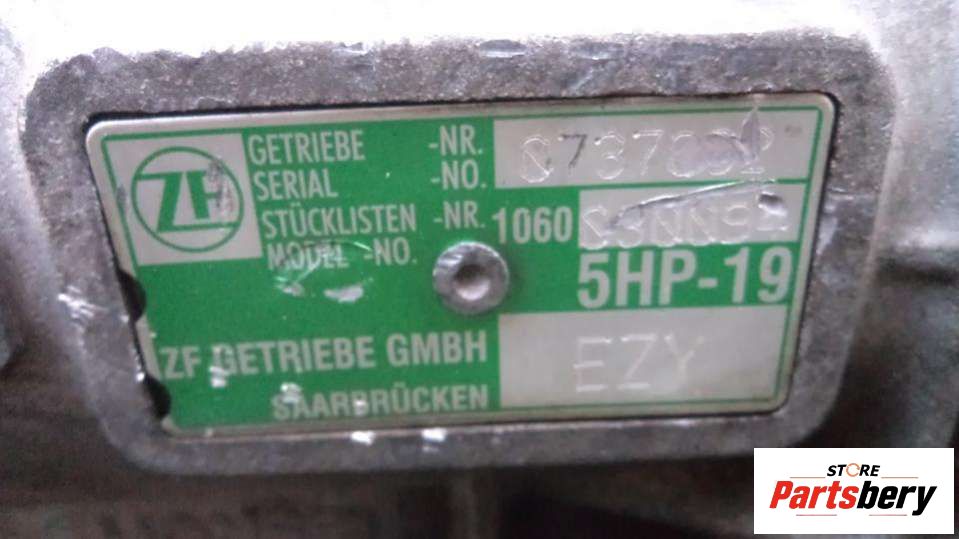 ZF
GETRIEBE -NR.
SERIAL -NO.
STÜCKLISTEN -NR. 1060
MODEL -NO.
5HP-19
ZF GETRIEBE GMBH
EZY
SAARBRÜCKEN
STORE
Partsbery